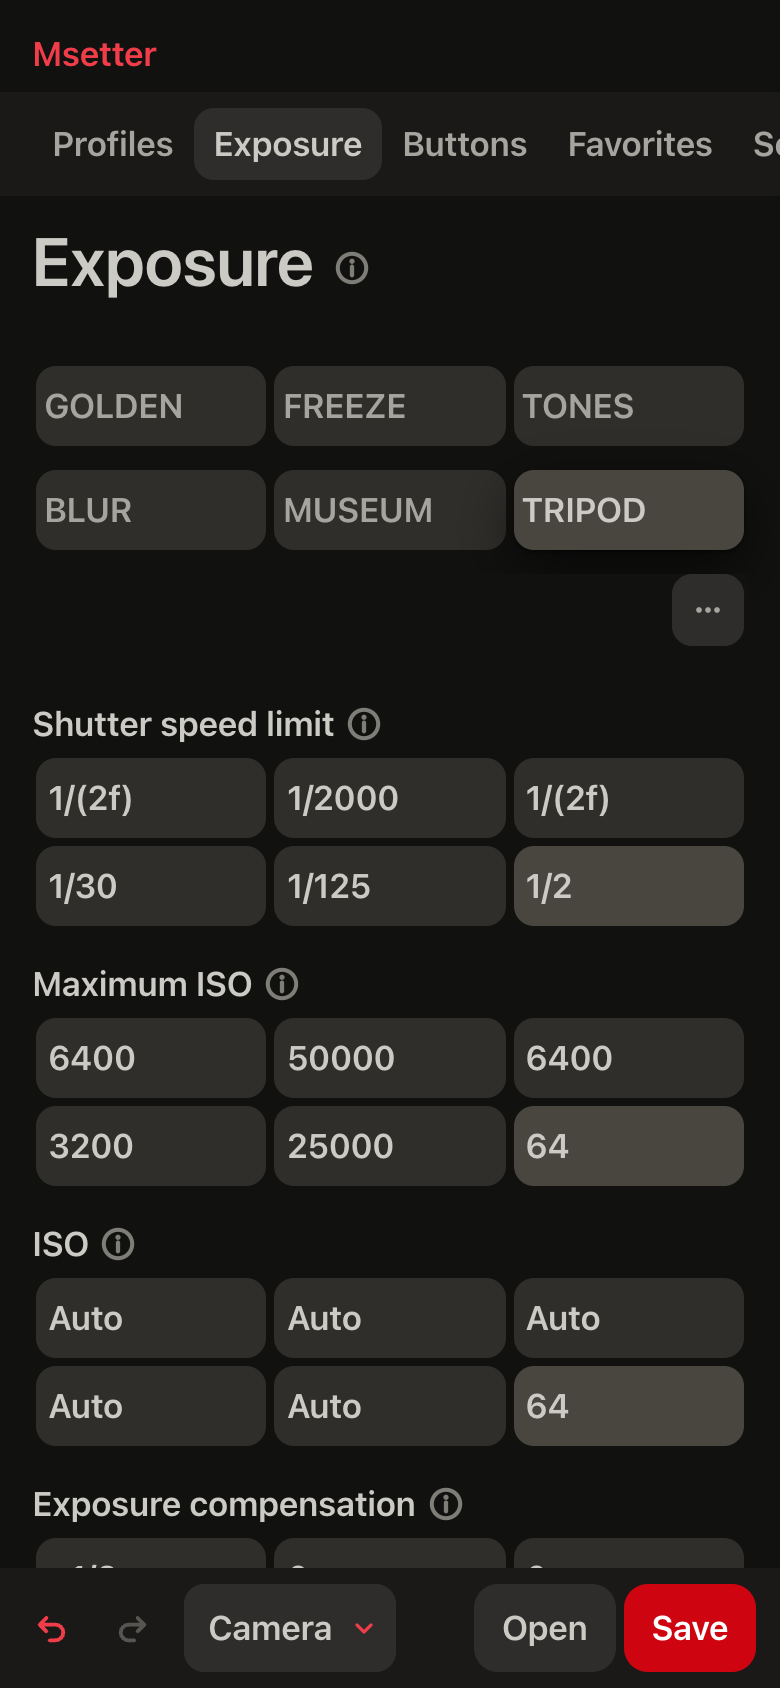 Msetter
Profiles Exposure Buttons Favorites
Exposure
GOLDEN FREEZE TONES
BLUR MUSEUM TRIPOD
...
Shutter speed limit
1/(2f) 1/2000 1/(2f)
1/30 1/125 1/2
Maximum ISO
6400 50000 6400
3200 25000 64
ISO
Auto Auto Auto
Auto Auto 64
Exposure compensation
Camera Open Save